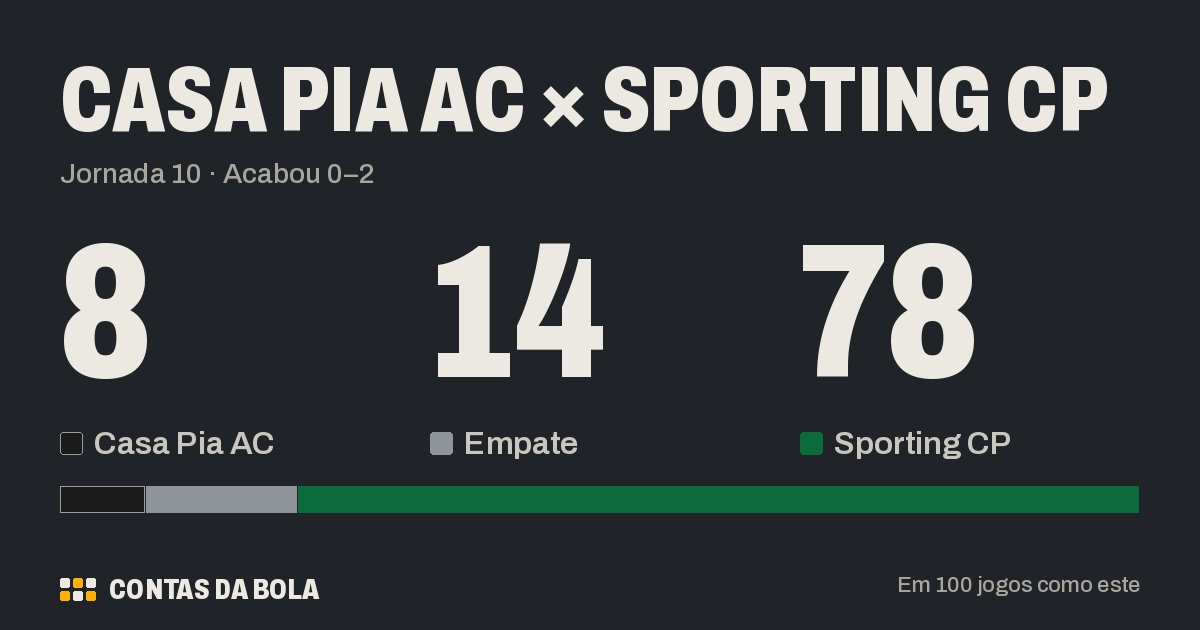 CASA PIA AC × SPORTING CP
Jornada 10 · Acabou 0–2
8 14 78
Casa Pia AC Empate Sporting CP
CONTAS DA BOLA
Em 100 jogos como este